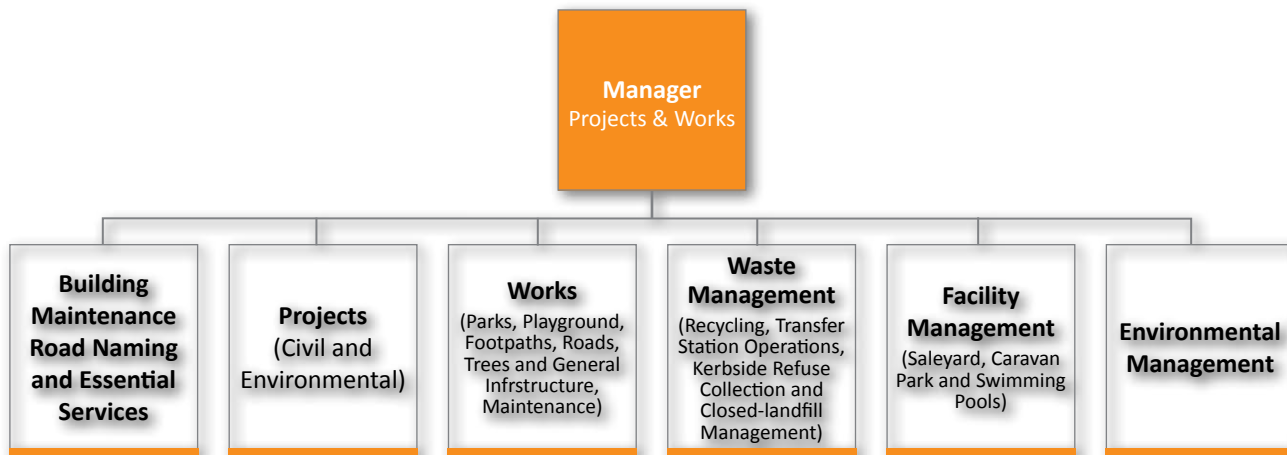 Manager
Projects & Works
Building
Maintenance
Road Naming
and Essential
Services
Projects
(Civil and
Environmental)
Works
(Parks, Playground,
Footpaths, Roads,
Trees and General
Infrstructure,
Maintenance)
Waste
Management
(Recycling, Transfer
Station Operations,
Kerbside Refuse
Collection and
Closed-landfill
Management)
Facility
Management
(Saleyard, Caravan
Park and Swimming
Pools)
Environmental
Management